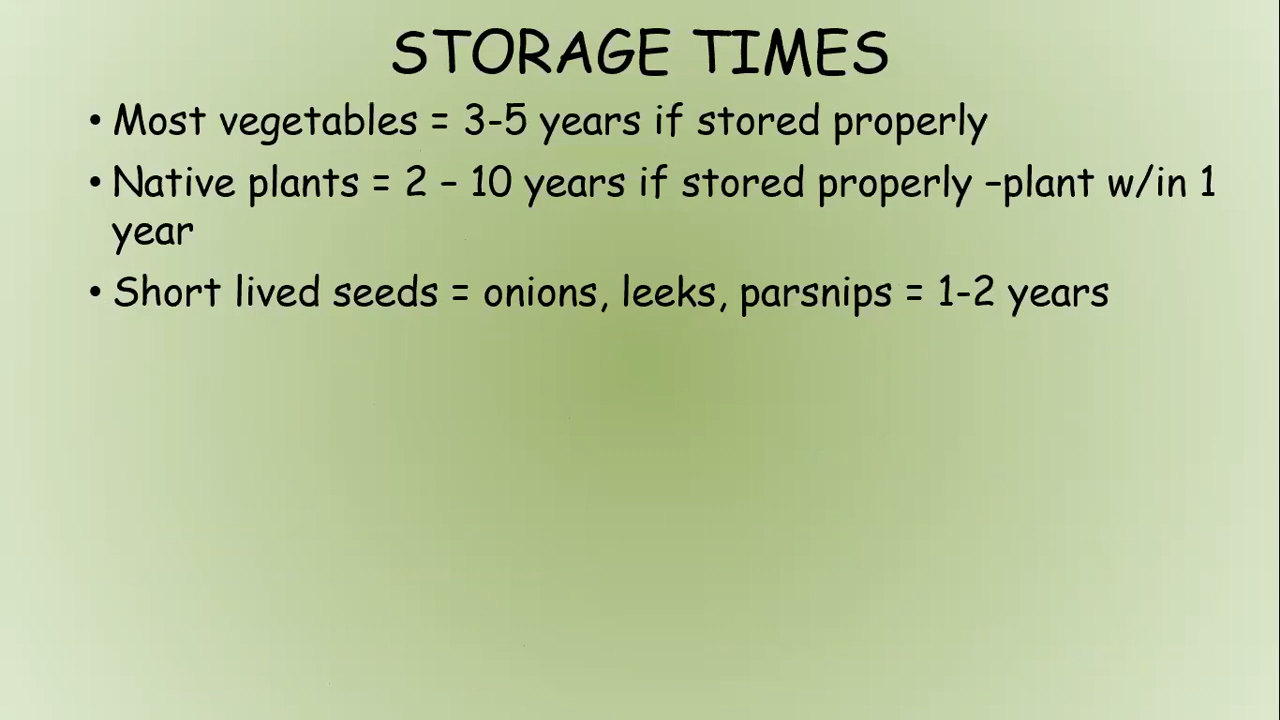 STORAGE TIMES
• Most vegetables = 3-5 years if stored properly
• Native plants = 2 – 10 years if stored properly –plant w/in 1
year
• Short lived seeds = onions, leeks, parsnips = 1-2 years